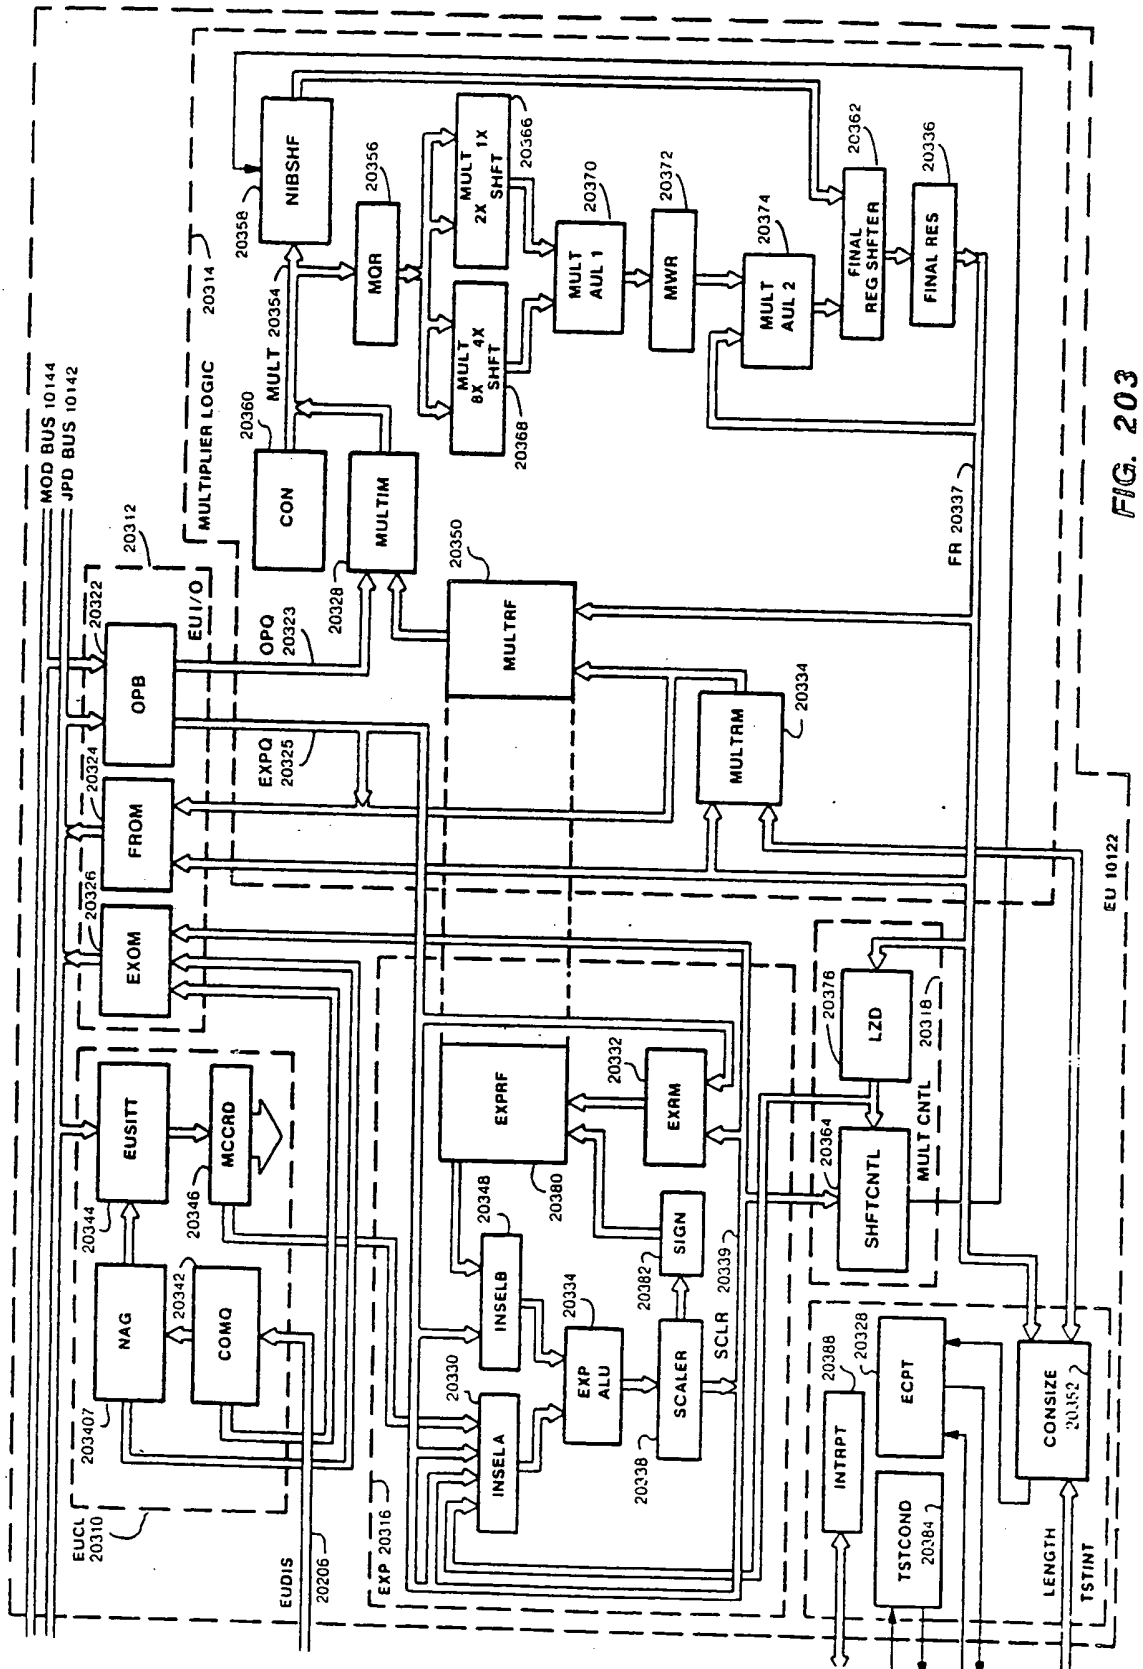 MOD BUS 10144
JPD BUS 10142
EUCL
20310
NAG
203407
EUSITT
20344
COMQ
20342
MCCRD
20346
EUDIS
20206
20312
EU I/O
EXOM
20326
FROM
20324
OPB
20322
EXPQ
20325
OPQ
20323
MULTIPLIER LOGIC
20314
CON
20360
MULT
20354
NIBSHF
20358
MULTIM
20328
MQR
20356
MULT
8X 4X
SHFT
20368
MULT
2X 1X
SHFT
20366
MULTRF
20350
MULT
AUL 1
20370
MWR
20372
MULT
AUL 2
20374
FINAL
REG SHFTER
20362
FINAL RES
20336
FR 20337
MULTRM
20334
EXP 20316
INSELA
20330
INSELB
20348
EXPRF
20380
EXP
ALU
20334
EXRM
20332
SCALER
20338
SIGN
20382
SCLR
20339
SHFTCNTL
20364
LZD
20376
MULT CNTL
20318
INTRPT
20388
TSTCOND
20384
ECPT
20328
CONSIZE
20352
LENGTH
TSTINT
EU 10122
FIG. 203